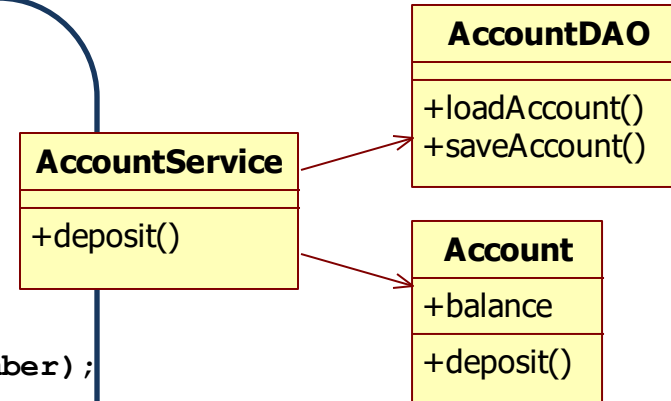 AccountDAO
+loadAccount()
+saveAccount()
AccountService
+deposit()
Account
+balance
+deposit()
ber);